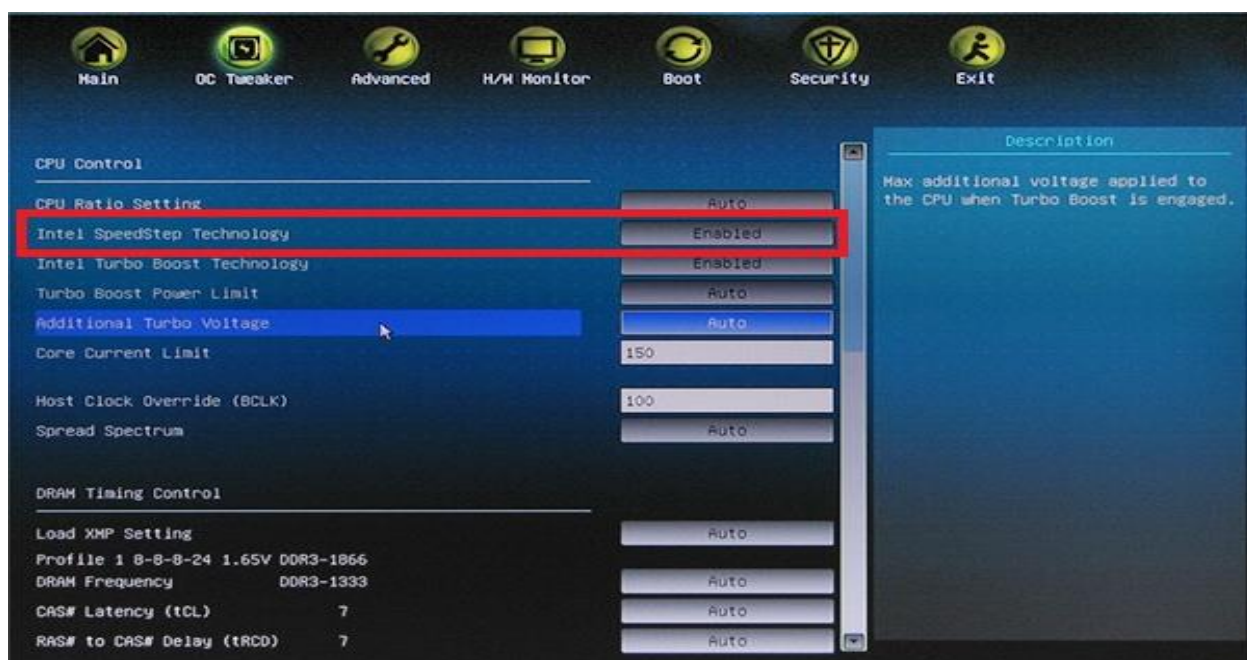 Main OC Tweaker Advanced H/W Monitor Boot Security Exit
Description
CPU Control
Max additional voltage applied to
the CPU when Turbo Boost is engaged.
CPU Ratio Setting Auto
Intel SpeedStep Technology Enabled
Intel Turbo Boost Technology Enabled
Turbo Boost Power Limit Auto
Additional Turbo Voltage Auto
Core Current Limit 150
Host Clock Override (BCLK) 100
Spread Spectrum Auto
DRAM Timing Control
Load XMP Setting Auto
Profile 1 8-8-8-24 1.65V DDR3-1866
DRAM Frequency DDR3-1333 Auto
CAS# Latency (tCL) 7 Auto
RAS# to CAS# Delay (tRCD) 7 Auto